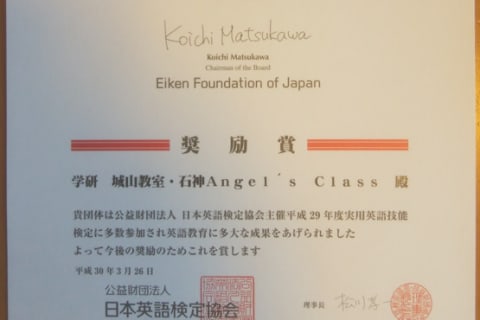 Koichi Matsukawa
Koichi Matsukawa
Chairman of the Board
Eiken Foundation of Japan
奨励賞
学研 城山教室・石神Angel´s Class 殿
貴団体は公益財団法人 日本英語検定協会主催平成29年度実用英語技能
検定に多数参加され英語教育に多大な成果をあげられました
よって今後の奨励のためこれを賞します
平成30年3月26日
公益財団法人
日本英語検定協会
理事長